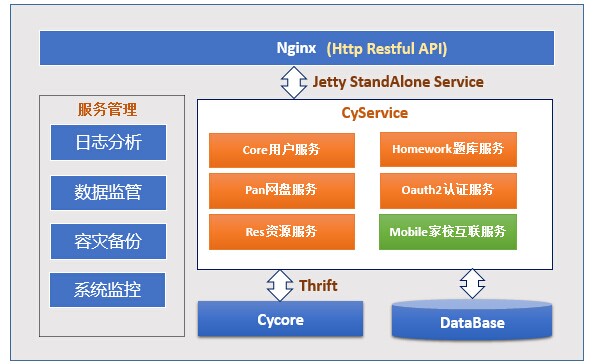 Nginx (Http Restful API)
Jetty StandAlone Service
服务管理
日志分析
数据监管
容灾备份
系统监控
CyService
Core用户服务
Homework题库服务
Pan网盘服务
Oauth2认证服务
Res资源服务
Mobile家校互联服务
Thrift
Cycore
DataBase